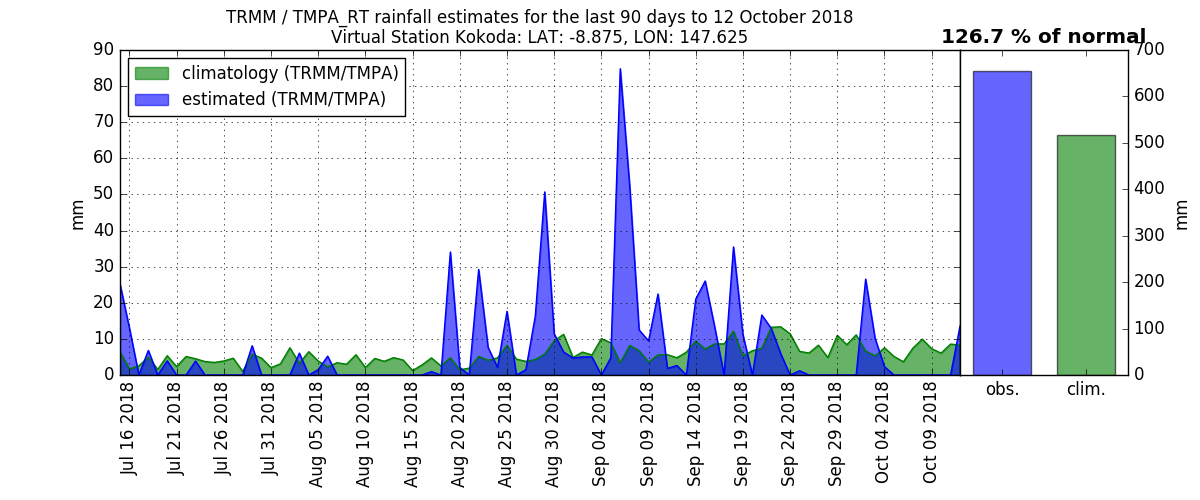 TRMM / TMPA_RT rainfall estimates for the last 90 days to 12 October 2018
Virtual Station Kokoda: LAT: -8.875, LON: 147.625
126.7 % of normal
climatology (TRMM/TMPA)
estimated (TRMM/TMPA)
90
80
70
60
50
40
30
20
10
0
mm
Jul 16 2018
Jul 21 2018
Jul 26 2018
Jul 31 2018
Aug 05 2018
Aug 10 2018
Aug 15 2018
Aug 20 2018
Aug 25 2018
Aug 30 2018
Sep 04 2018
Sep 09 2018
Sep 14 2018
Sep 19 2018
Sep 24 2018
Sep 29 2018
Oct 04 2018
Oct 09 2018
obs.
clim.
700
600
500
400
300
200
100
0
mm